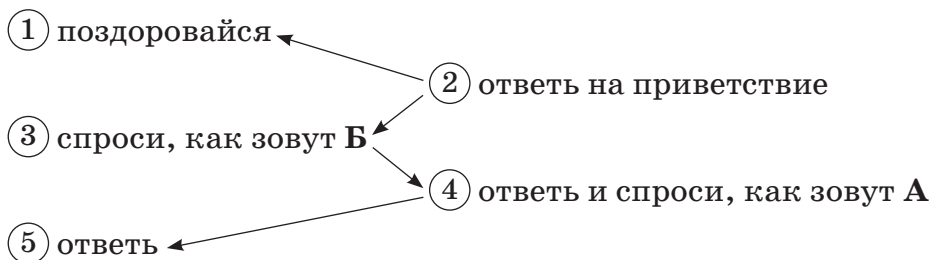 1 поздоровайся
2 ответь на приветствие
3 спроси, как зовут Б
4 ответь и спроси, как зовут А
5 ответь